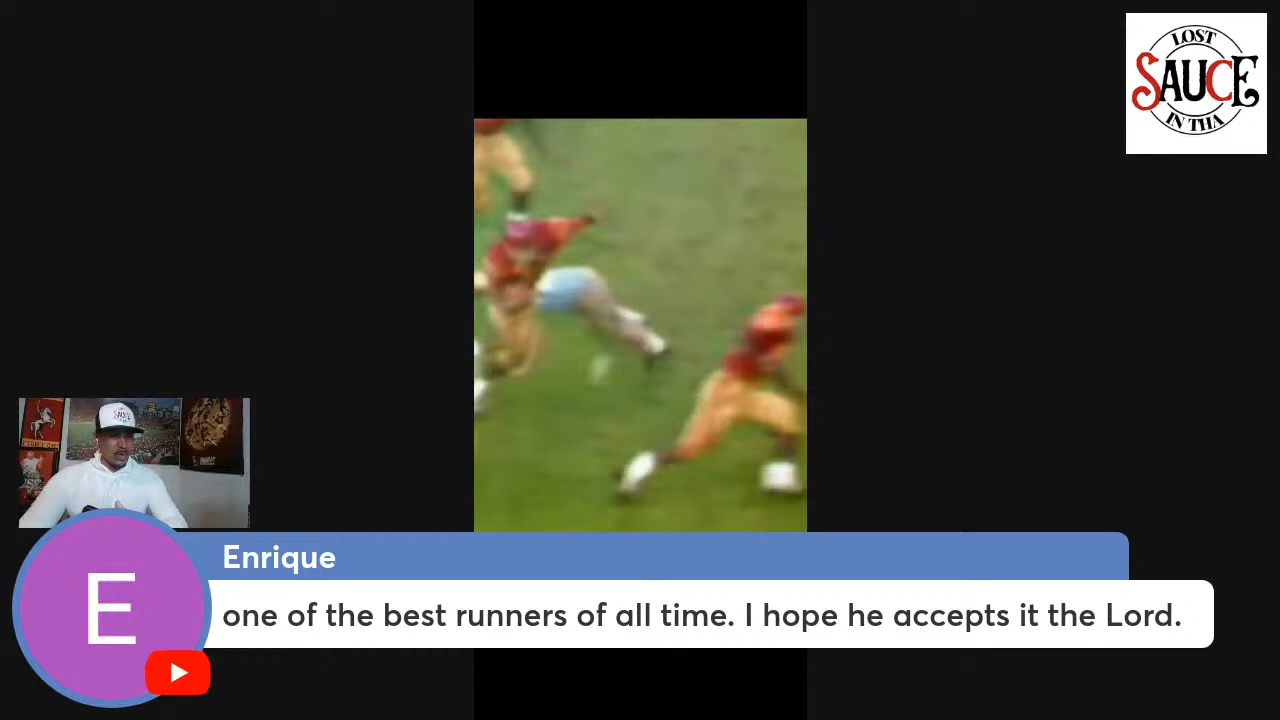 LOST
SAUCE
IN THA
Enrique
E
one of the best runners of all time. I hope he accepts it the Lord.